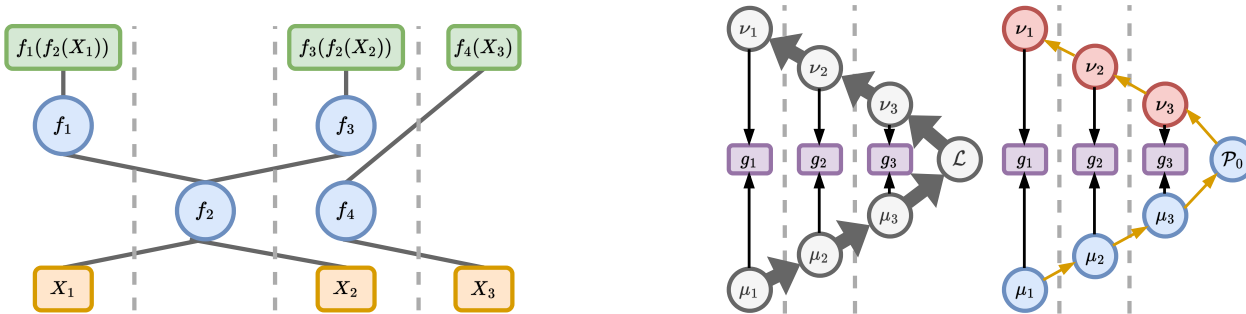 f₁(f₂(X₁))
f₃(f₂(X₂))
f₄(X₃)
f₁
f₃
f₂
f₄
X₁
X₂
X₃
ν₁
ν₂
ν₃
g₁
g₂
g₃
ℒ
μ₃
μ₂
μ₁
ν₁
ν₂
ν₃
g₁
g₂
g₃
𝒫₀
μ₃
μ₂
μ₁